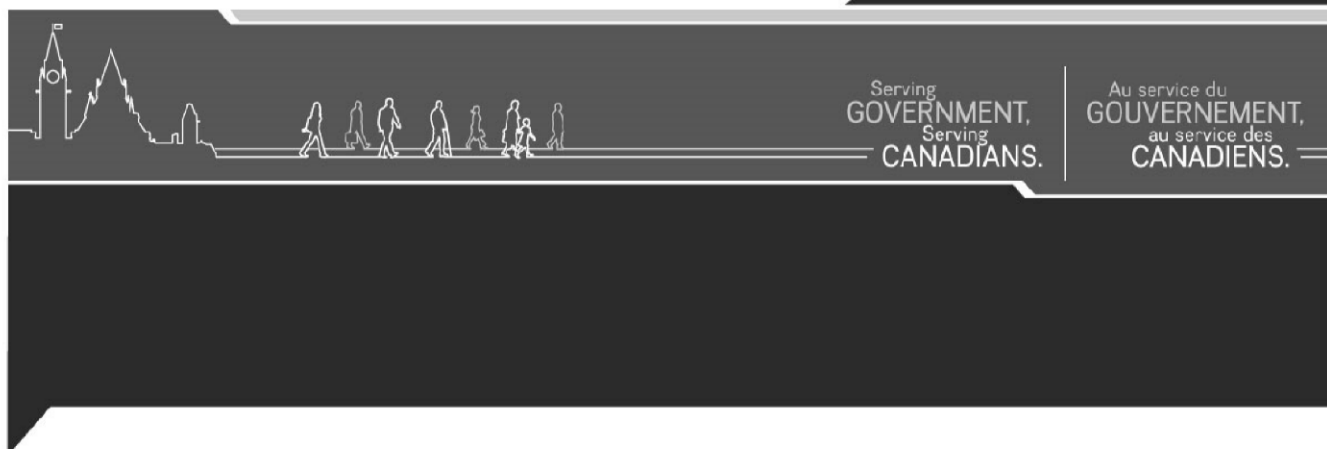 Serving
GOVERNMENT,
Serving
CANADIANS.
Au service du
GOUVERNEMENT,
au service des
CANADIENS.